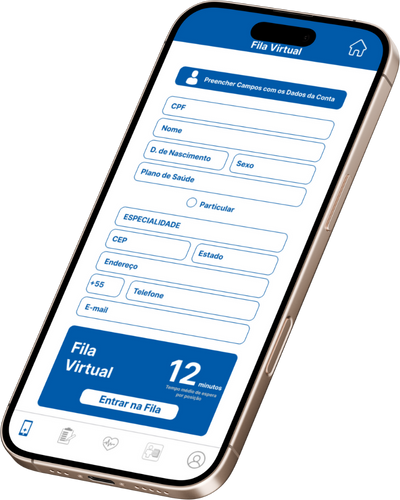 Fila Virtual
Preencher Campos com os Dados da Conta
CPF
Nome
D. de Nascimento
Sexo
Plano de Saúde
Particular
ESPECIALIDADE
CEP
Estado
Endereço
+55
Telefone
E-mail
Fila
Virtual
12 minutos
Tempo médio de espera
por posição
Entrar na Fila